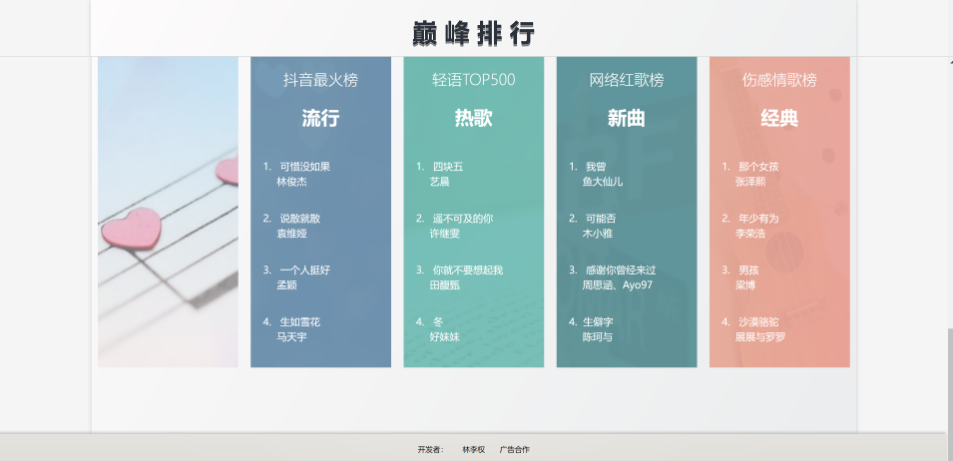 巅峰排行
抖音最火榜
流行
1. 可惜没如果
林俊杰
2. 说散就散
袁维娅
3. 一个人挺好
孟颖
4. 生如雪花
马天宇
轻语TOP500
热歌
1. 四块五
艺晨
2. 遥不可及的你
许继雯
3. 你就不要想起我
田馥甄
4. 冬
好妹妹
网络红歌榜
新曲
1. 我曾
鱼大仙儿
2. 可能否
木小雅
3. 感谢你曾经来过
周思涵、Ayo97
4. 生僻字
陈珂与
伤感情歌榜
经典
1. 那个女孩
张泽熙
2. 年少有为
李荣浩
3. 男孩
梁博
4. 沙漠骆驼
展展与罗罗
开发者： 林李权 广告合作